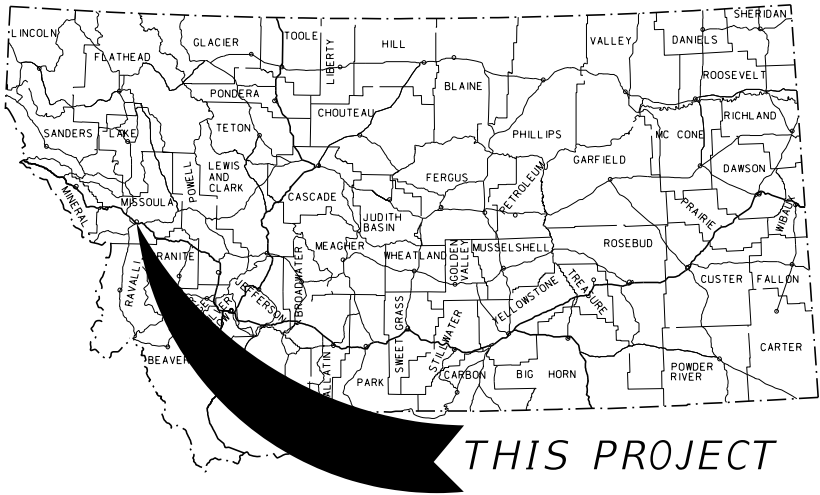 SHERIDAN
LINCOLN
GLACIER
TOOLE
LIBERTY
HILL
VALLEY
DANIELS
FLATHEAD
ROOSEVELT
PONDERA
BLAINE
CHOUTEAU
RICHLAND
SANDERS
LAKE
TETON
PHILLIPS
MC CONE
GARFIELD
DAWSON
POWELL
LEWIS
AND
CLARK
FERGUS
PETROLEUM
CASCADE
MINERAL
MISSOULA
JUDITH
BASIN
PRAIRIE
WIBAUX
MEAGHER
WHEATLAND
GOLDEN
VALLEY
MUSSELSHELL
ROSEBUD
RANITE
RAVALLI
BROADWATER
JEFFERSON
YELLOWSTONE
TREASURE
CUSTER
FALLON
SWEET GRASS
STILLWATER
BEAVER
ALLATIN
PARK
CARBON
BIG HORN
POWDER
RIVER
CARTER
THIS PROJECT